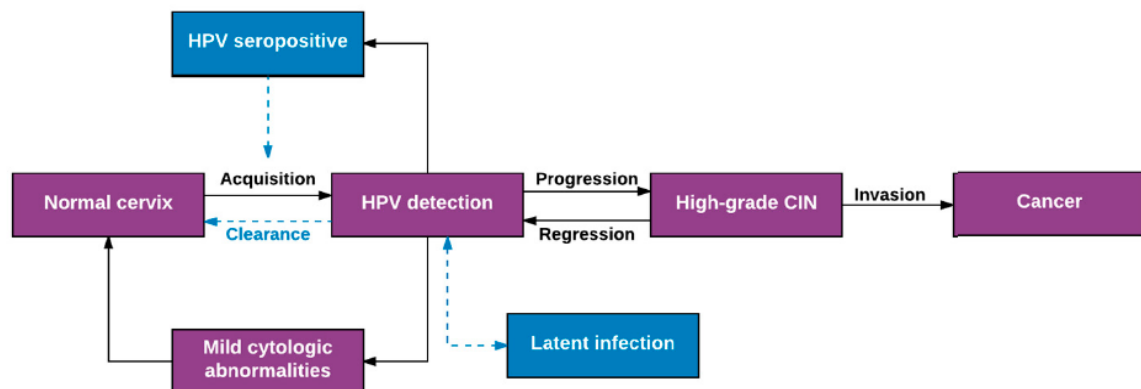 HPV seropositive
Acquisition
Progression
Normal cervix
HPV detection
High-grade CIN
Invasion
Cancer
Clearance
Regression
Mild cytologic
abnormalities
Latent infection